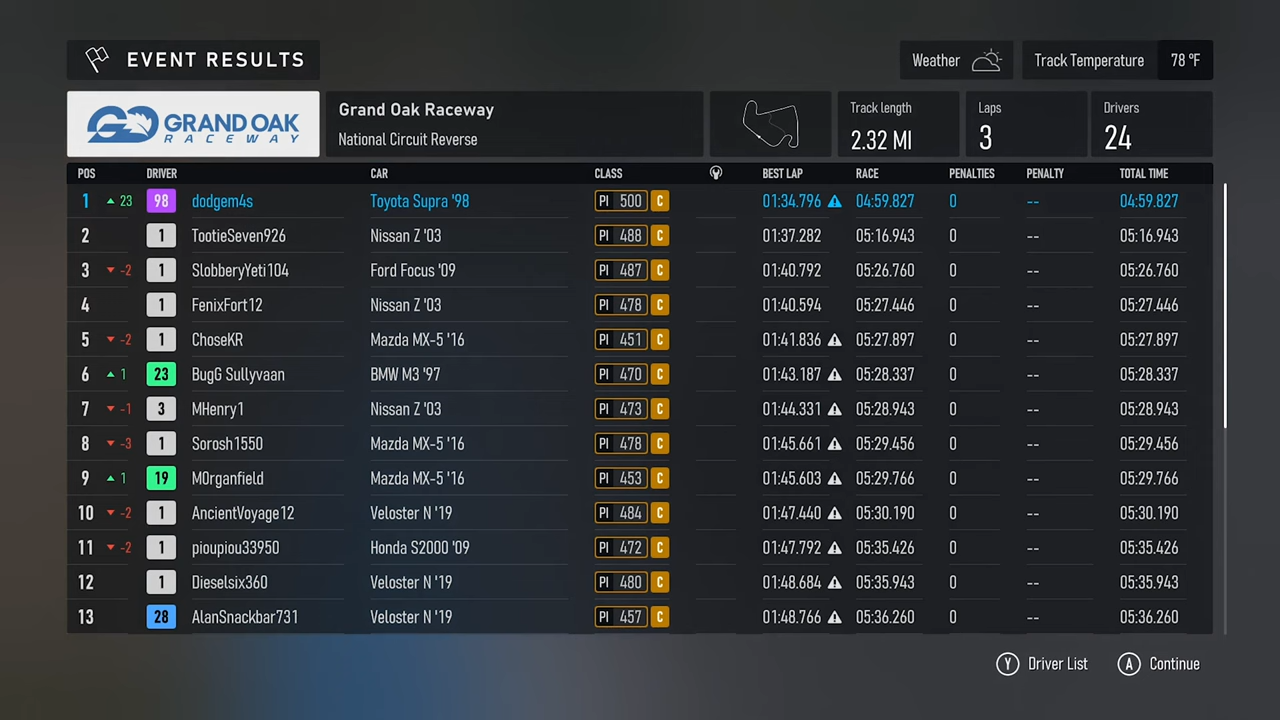 EVENT RESULTS
Weather Track Temperature 78 °F
GRAND OAK
RACEWAY
Grand Oak Raceway
National Circuit Reverse
Track length
2.32 MI
Laps
3
Drivers
24
POS DRIVER CAR CLASS BEST LAP RACE PENALTIES PENALTY TOTAL TIME
1 23 98 dodgem4s Toyota Supra '98 PI 500 C 01:34.796 04:59.827 0 -- 04:59.827
2 1 TootieSeven926 Nissan Z '03 PI 488 C 01:37.282 05:16.943 0 -- 05:16.943
3 -2 1 SlobberyYeti104 Ford Focus '09 PI 487 C 01:40.792 05:26.760 0 -- 05:26.760
4 1 FenixFort12 Nissan Z '03 PI 478 C 01:40.594 05:27.446 0 -- 05:27.446
5 -2 1 ChoseKR Mazda MX-5 '16 PI 451 C 01:41.836 05:27.897 0 -- 05:27.897
6 1 23 BugG Sullyvaan BMW M3 '97 PI 470 C 01:43.187 05:28.337 0 -- 05:28.337
7 -1 3 MHenry1 Nissan Z '03 PI 473 C 01:44.331 05:28.943 0 -- 05:28.943
8 -3 1 Sorosh1550 Mazda MX-5 '16 PI 478 C 01:45.661 05:29.456 0 -- 05:29.456
9 1 19 M0rganfield Mazda MX-5 '16 PI 453 C 01:45.603 05:29.766 0 -- 05:29.766
10 -2 1 AncientVoyage12 Veloster N '19 PI 484 C 01:47.440 05:30.190 0 -- 05:30.190
11 -2 1 pioupiou33950 Honda S2000 '09 PI 472 C 01:47.792 05:35.426 0 -- 05:35.426
12 1 Dieselsix360 Veloster N '19 PI 480 C 01:48.684 05:35.943 0 -- 05:35.943
13 28 AlanSnackbar731 Veloster N '19 PI 457 C 01:48.766 05:36.260 0 -- 05:36.260
Y Driver List A Continue